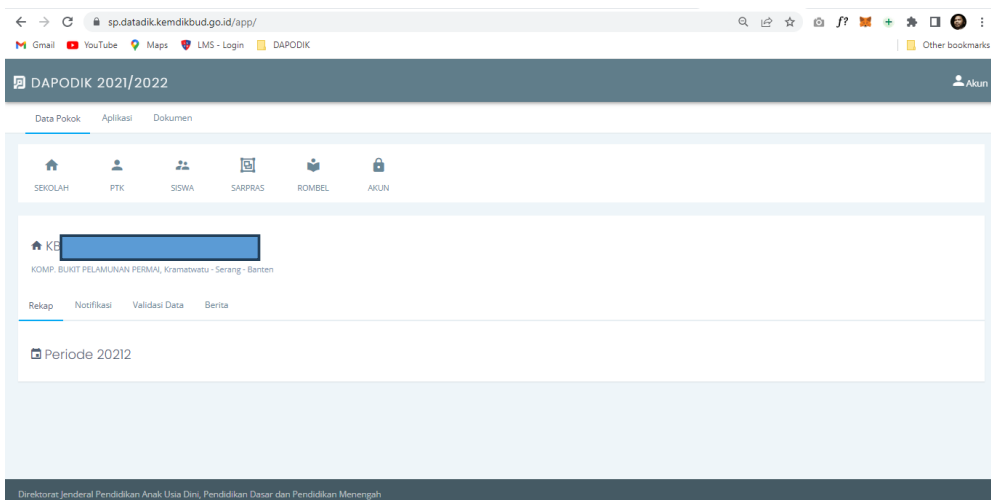 sp.datadik.kemdikbud.go.id/app/
Gmail YouTube Maps LMS - Login DAPODIK Other bookmarks
DAPODIK 2021/2022 Akun
Data Pokok Aplikasi Dokumen
SEKOLAH PTK SISWA SARPRAS ROMBEL AKUN
KB
KOMP. BUKIT PELAMUNAN PERMAI, Kramatwatu - Serang - Banten
Rekap Notifikasi Validasi Data Berita
Periode 20212
Direktorat Jenderal Pendidikan Anak Usia Dini, Pendidikan Dasar dan Pendidikan Menengah